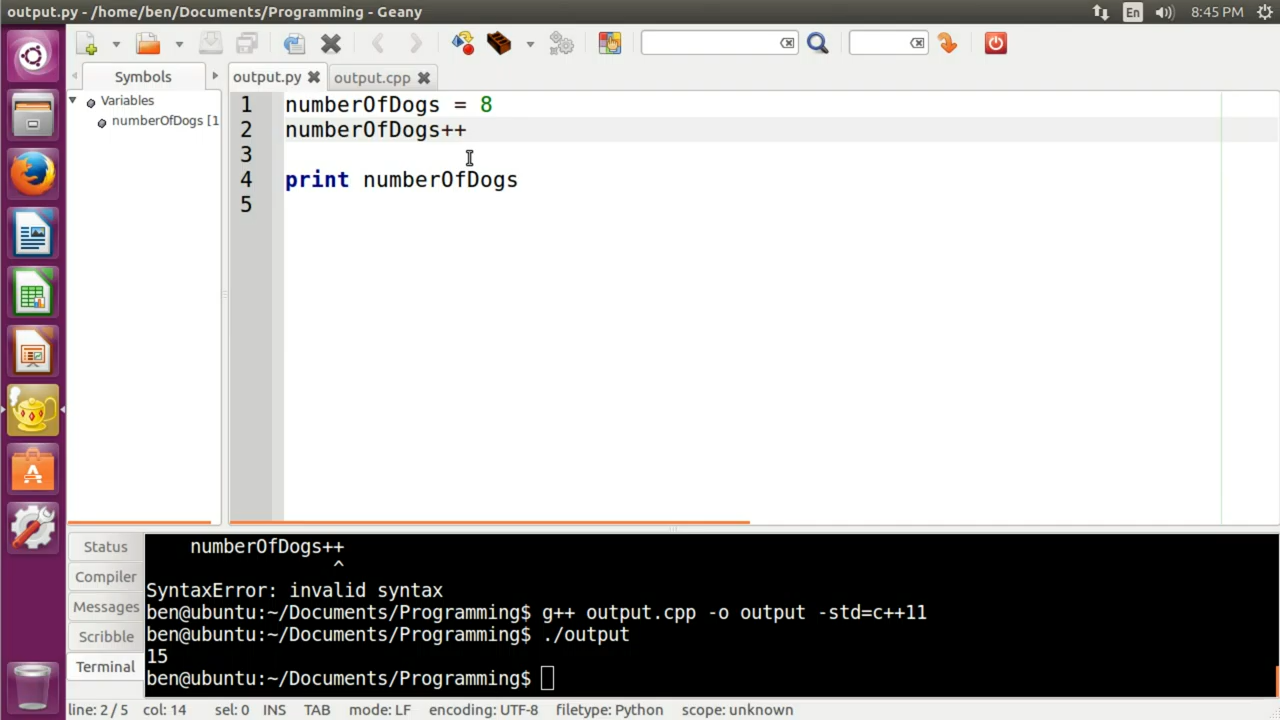 output.py - /home/ben/Documents/Programming - Geany
En
8:45 PM
Symbols
output.py
output.cpp
Variables
numberOfDogs [1
1 numberOfDogs = 8
2 numberOfDogs++
3
4 print numberOfDogs
5
Status
Compiler
Messages
Scribble
Terminal
numberOfDogs++
^
SyntaxError: invalid syntax
ben@ubuntu:~/Documents/Programming$ g++ output.cpp -o output -std=c++11
ben@ubuntu:~/Documents/Programming$ ./output
15
ben@ubuntu:~/Documents/Programming$
line: 2 / 5 col: 14 sel: 0 INS TAB mode: LF encoding: UTF-8 filetype: Python scope: unknown